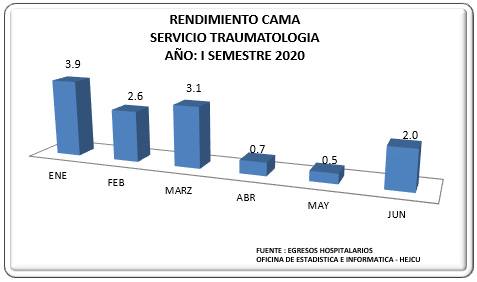 RENDIMIENTO CAMA
SERVICIO TRAUMATOLOGIA
AÑO: I SEMESTRE 2020
3.9
2.6
3.1
0.7
0.5
2.0
ENE
FEB
MARZ
ABR
MAY
JUN
FUENTE : EGRESOS HOSPITALARIOS
OFICINA DE ESTADISTICA E INFORMATICA - HEJCU